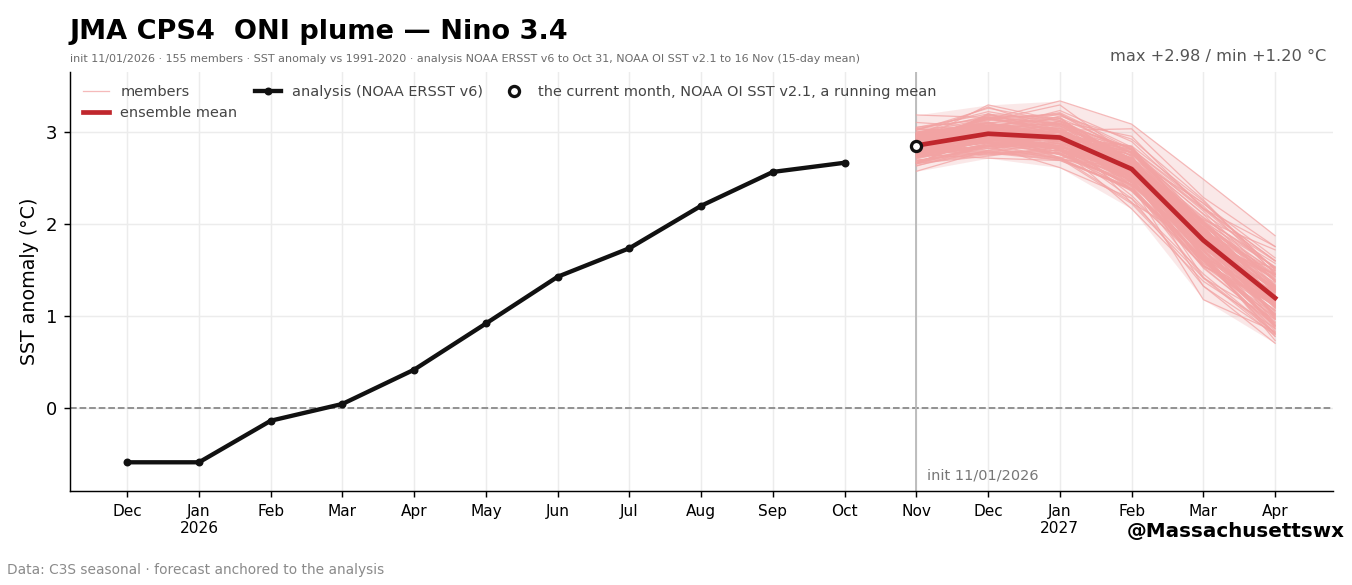 JMA CPS4 ONI plume — Nino 3.4
init 11/01/2026 · 155 members · SST anomaly vs 1991-2020 · analysis NOAA ERSST v6 to Oct 31, NOAA OI SST v2.1 to 16 Nov (15-day mean)
max +2.98 / min +1.20 °C
members
analysis (NOAA ERSST v6)
the current month, NOAA OI SST v2.1, a running mean
ensemble mean
SST anomaly (°C)
3
2
1
0
init 11/01/2026
Dec Jan Feb Mar Apr May Jun Jul Aug Sep Oct Nov Dec Jan Feb Mar Apr
2026 2027
@Massachusettswx
Data: C3S seasonal · forecast anchored to the analysis